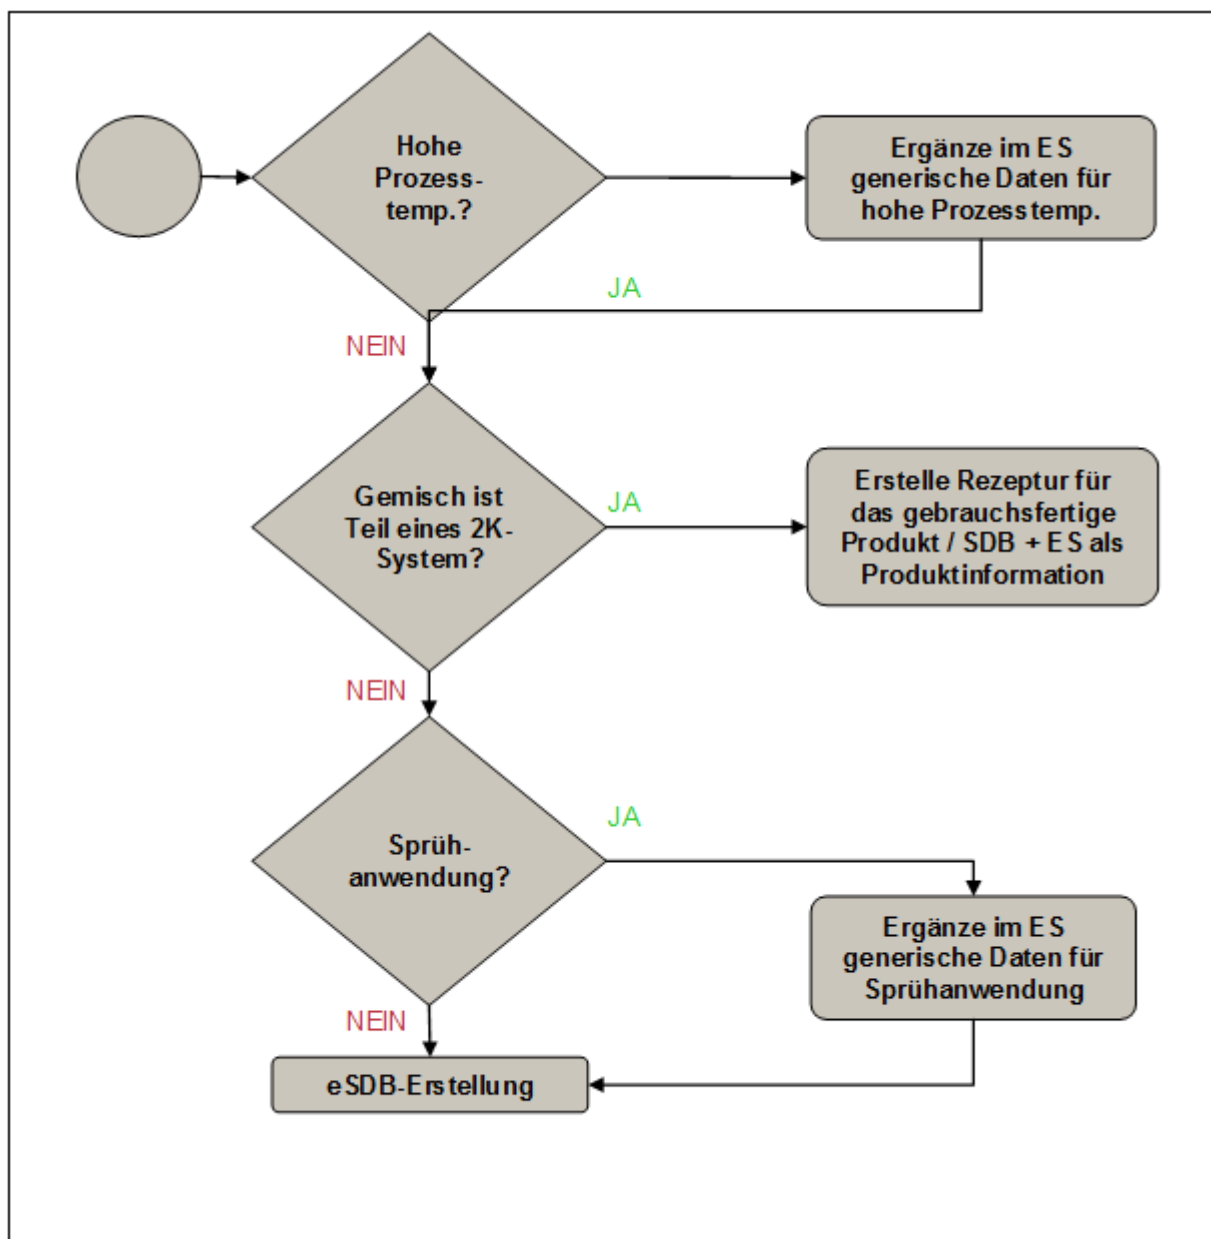 Hohe
Prozess-
temp.?
Ergänze im ES
generische Daten für
hohe Prozesstemp.
JA
NEIN
Gemisch ist
Teil eines 2K-
System?
JA
Erstelle Rezeptur für
das gebrauchsfertige
Produkt / SDB + ES als
Produktinformation
NEIN
Sprüh-
anwendung?
JA
Ergänze im ES
generische Daten für
Sprühanwendung
NEIN
eSDB-Erstellung